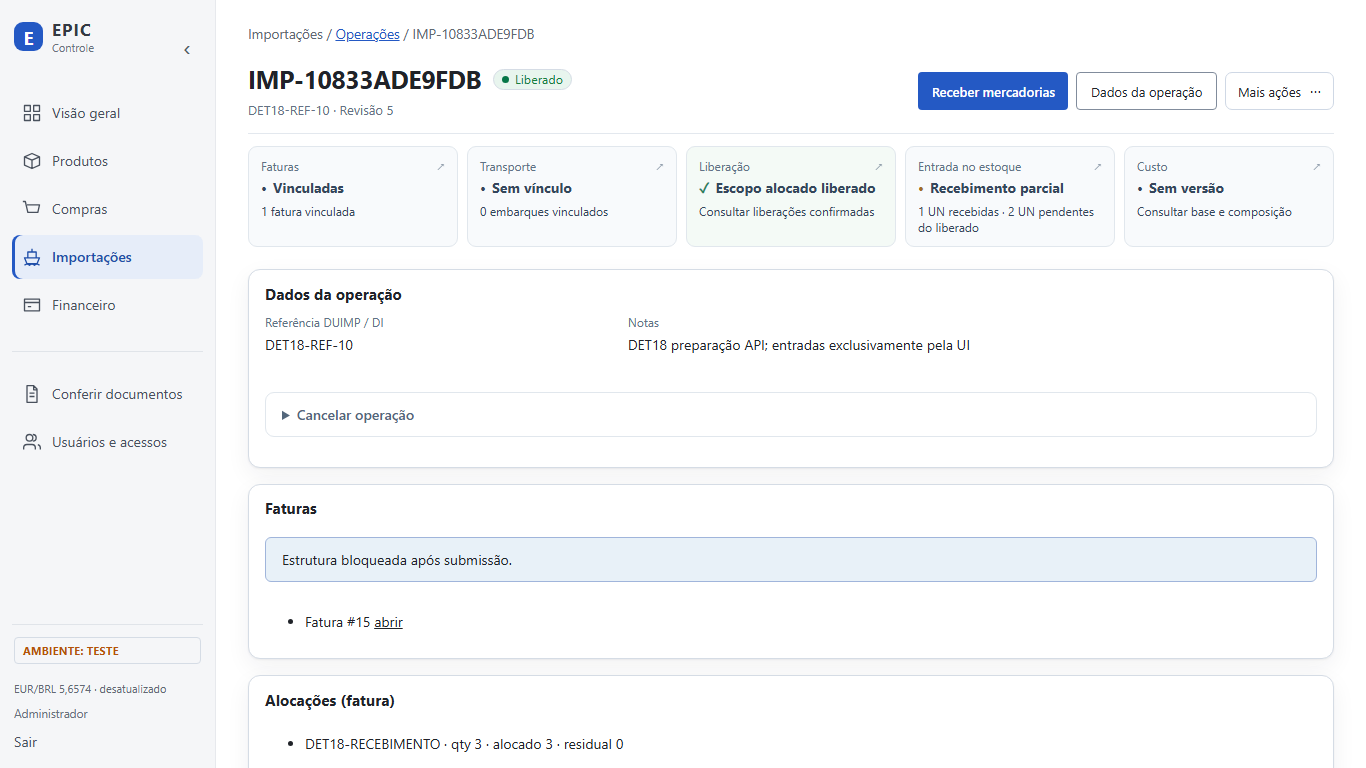 E
EPIC
Controle
Visão geral
Produtos
Compras
Importações
Financeiro
Conferir documentos
Usuários e acessos
AMBIENTE: TESTE
EUR/BRL 5,6574 · desatualizado
Administrador
Sair
Importações / Operações / IMP-10833ADE9FDB
IMP-10833ADE9FDB
Liberado
DET18-REF-10 · Revisão 5
Receber mercadorias
Dados da operação
Mais ações ···
Faturas
• Vinculadas
1 fatura vinculada
Transporte
• Sem vínculo
0 embarques vinculados
Liberação
✓ Escopo alocado liberado
Consultar liberações confirmadas
Entrada no estoque
• Recebimento parcial
1 UN recebidas · 2 UN pendentes
do liberado
Custo
• Sem versão
Consultar base e composição
Dados da operação
Referência DUIMP / DI
DET18-REF-10
Notas
DET18 preparação API; entradas exclusivamente pela UI
Cancelar operação
Faturas
Estrutura bloqueada após submissão.
• Fatura #15 abrir
Alocações (fatura)
• DET18-RECEBIMENTO · qty 3 · alocado 3 · residual 0